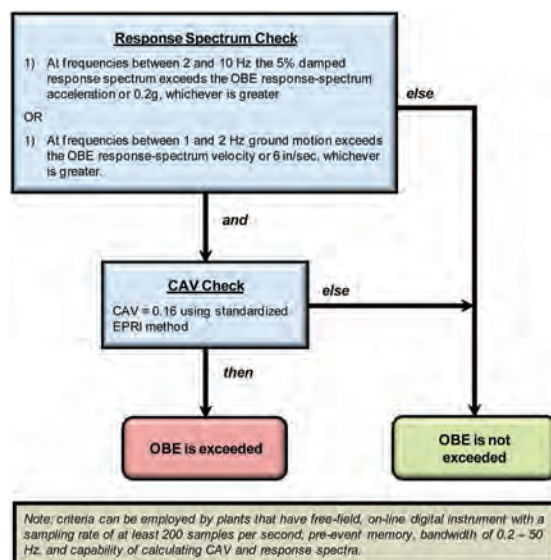 Response Spectrum Check
1) At frequencies between 2 and 10 Hz the 5% damped
response spectrum exceeds the OBE response-spectrum
acceleration or 0.2g, whichever is greater
OR
1) At frequencies between 1 and 2 Hz ground motion exceeds
the OBE response-spectrum velocity or 6 in/sec, whichever
is greater.
else
and
CAV Check
CAV = 0.16 using standardized
EPRI method
else
then
OBE is exceeded
OBE is not
exceeded
Note: criteria can be employed by plants that have free-field, on-line digital instrument with a
sampling rate of at least 200 samples per second, pre-event memory, bandwidth of 0.2 – 50
Hz, and capability of calculating CAV and response spectra.